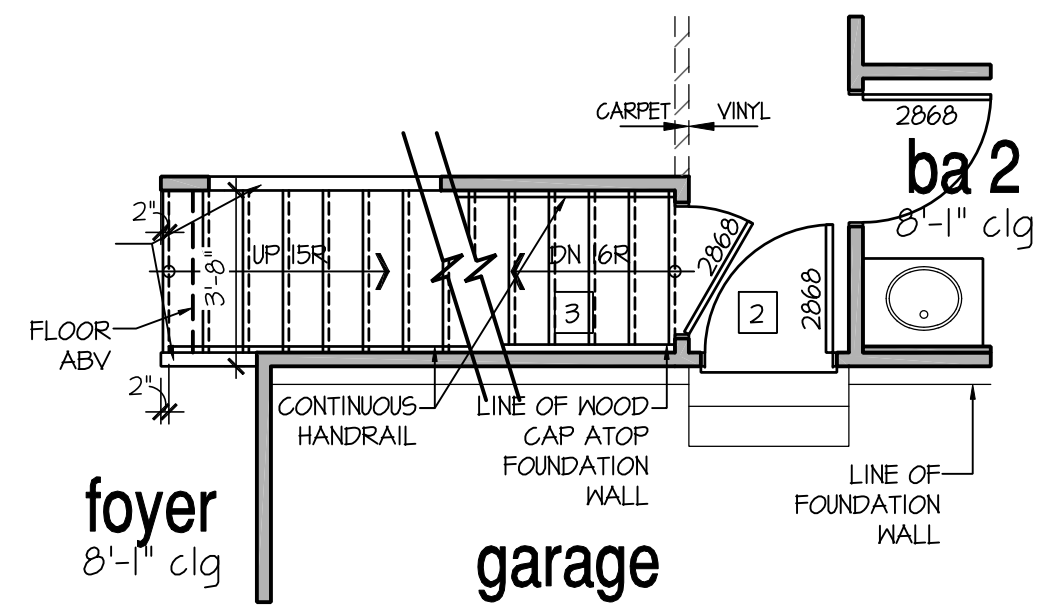 CARPET
VINYL
2868
ba 2
8'-1" clg
2"
UP 15R
3'-8"
DN 16R
3
2868
2
2868
FLOOR
ABV
2"
CONTINUOUS
HANDRAIL
LINE OF WOOD
CAP ATOP
FOUNDATION
WALL
LINE OF
FOUNDATION
WALL
foyer
8'-1" clg
garage